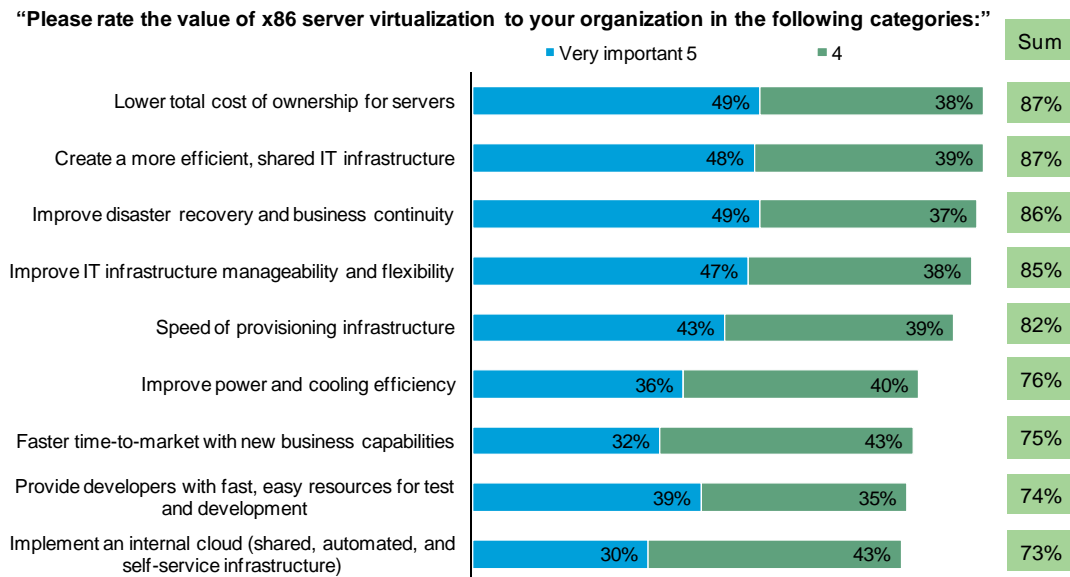 “Please rate the value of x86 server virtualization to your organization in the following categories:”
Sum
Very important 5 4
Lower total cost of ownership for servers 49% 38% 87%
Create a more efficient, shared IT infrastructure 48% 39% 87%
Improve disaster recovery and business continuity 49% 37% 86%
Improve IT infrastructure manageability and flexibility 47% 38% 85%
Speed of provisioning infrastructure 43% 39% 82%
Improve power and cooling efficiency 36% 40% 76%
Faster time-to-market with new business capabilities 32% 43% 75%
Provide developers with fast, easy resources for test
and development 39% 35% 74%
Implement an internal cloud (shared, automated, and
self-service infrastructure) 30% 43% 73%